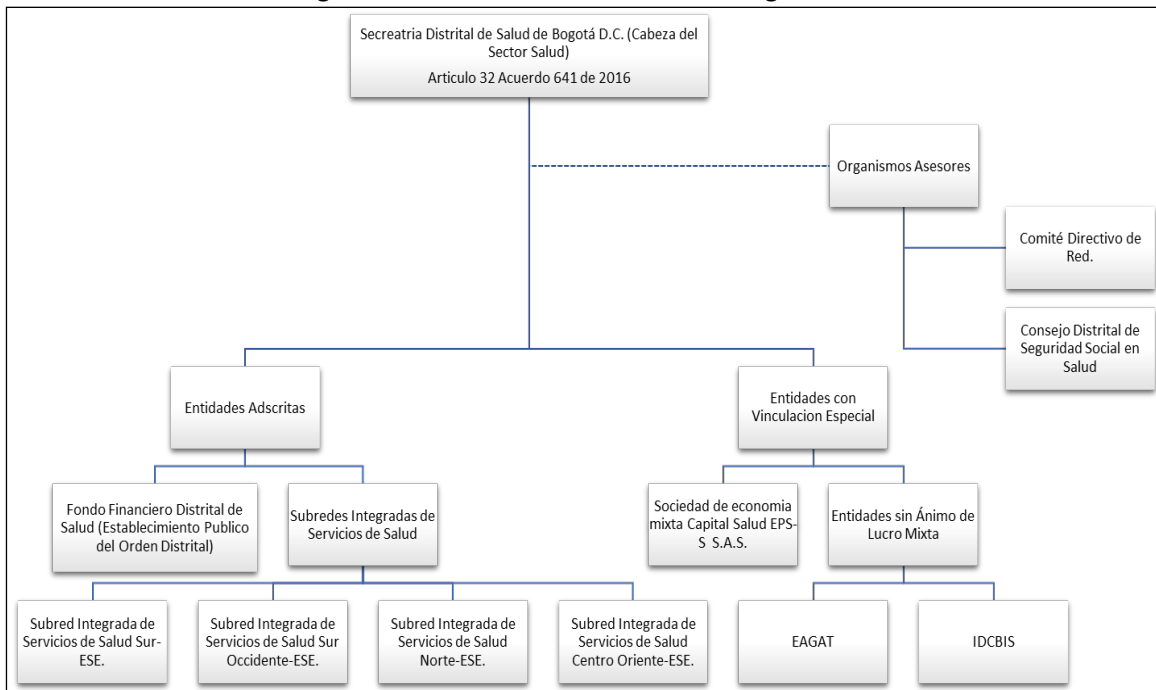 Secreatria Distrital de Salud de Bogotá D.C. (Cabeza del
Sector Salud)
Articulo 32 Acuerdo 641 de 2016
Organismos Asesores
Comité Directivo de
Red.
Consejo Distrital de
Seguridad Social en
Salud
Entidades Adscritas
Entidades con
Vinculacion Especial
Fondo Financiero Distrital de
Salud (Establecimiento Publico
del Orden Distrital)
Subredes Integradas de
Servicios de Salud
Sociedad de economia
mixta Capital Salud EPS-
S S.A.S.
Entidades sin Ánimo de
Lucro Mixta
Subred Integrada de
Servicios de Salud Sur-
ESE.
Subred Integrada de
Servicios de Salud Sur
Occidente-ESE.
Subred Integrada de
Servicios de Salud
Norte-ESE.
Subred Integrada de
Servicios de Salud
Centro Oriente-ESE.
EAGAT
IDCBIS